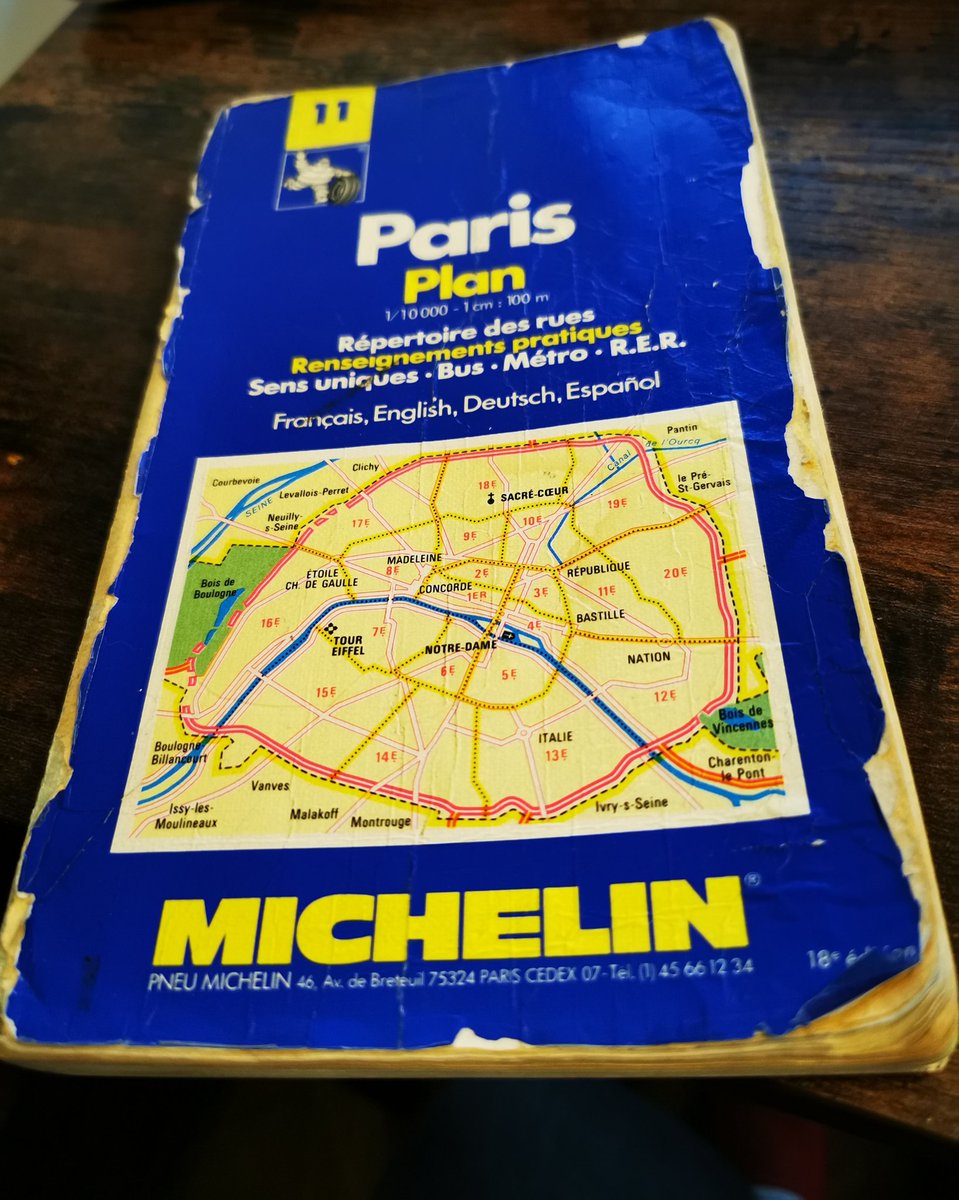 11
Paris
Plan
1/10 000 - 1 cm : 100 m
Répertoire des rues
Renseignements pratiques
Sens uniques • Bus • Métro • R.E.R.
Français, English, Deutsch, Español
Pantin
Canal de l'Ourcq
Clichy
Courbevoie
Levallois-Perret
SEINE
le Pré-
St-Gervais
18E
SACRÉ-CŒUR
19E
Neuilly-
s-Seine
17E
10E
9E
MADELEINE
RÉPUBLIQUE
ÉTOILE
CH. DE GAULLE
8E
2E
20E
Bois de
Boulogne
CONCORDE
1ER
3E
11E
BASTILLE
16E
7E
4E
TOUR
EIFFEL
NOTRE-DAME
NATION
6E
5E
15E
12E
Bois de
Vincennes
ITALIE
13E
14E
Boulogne-
Billancourt
Charenton-
le Pont
Vanves
Issy-les-
Moulineaux
Malakoff
Montrouge
Ivry-s-Seine
MICHELIN®
PNEU MICHELIN 46, Av. de Breteuil 75324 PARIS CEDEX 07 - Tél. (1) 45 66 12 34
18e édition